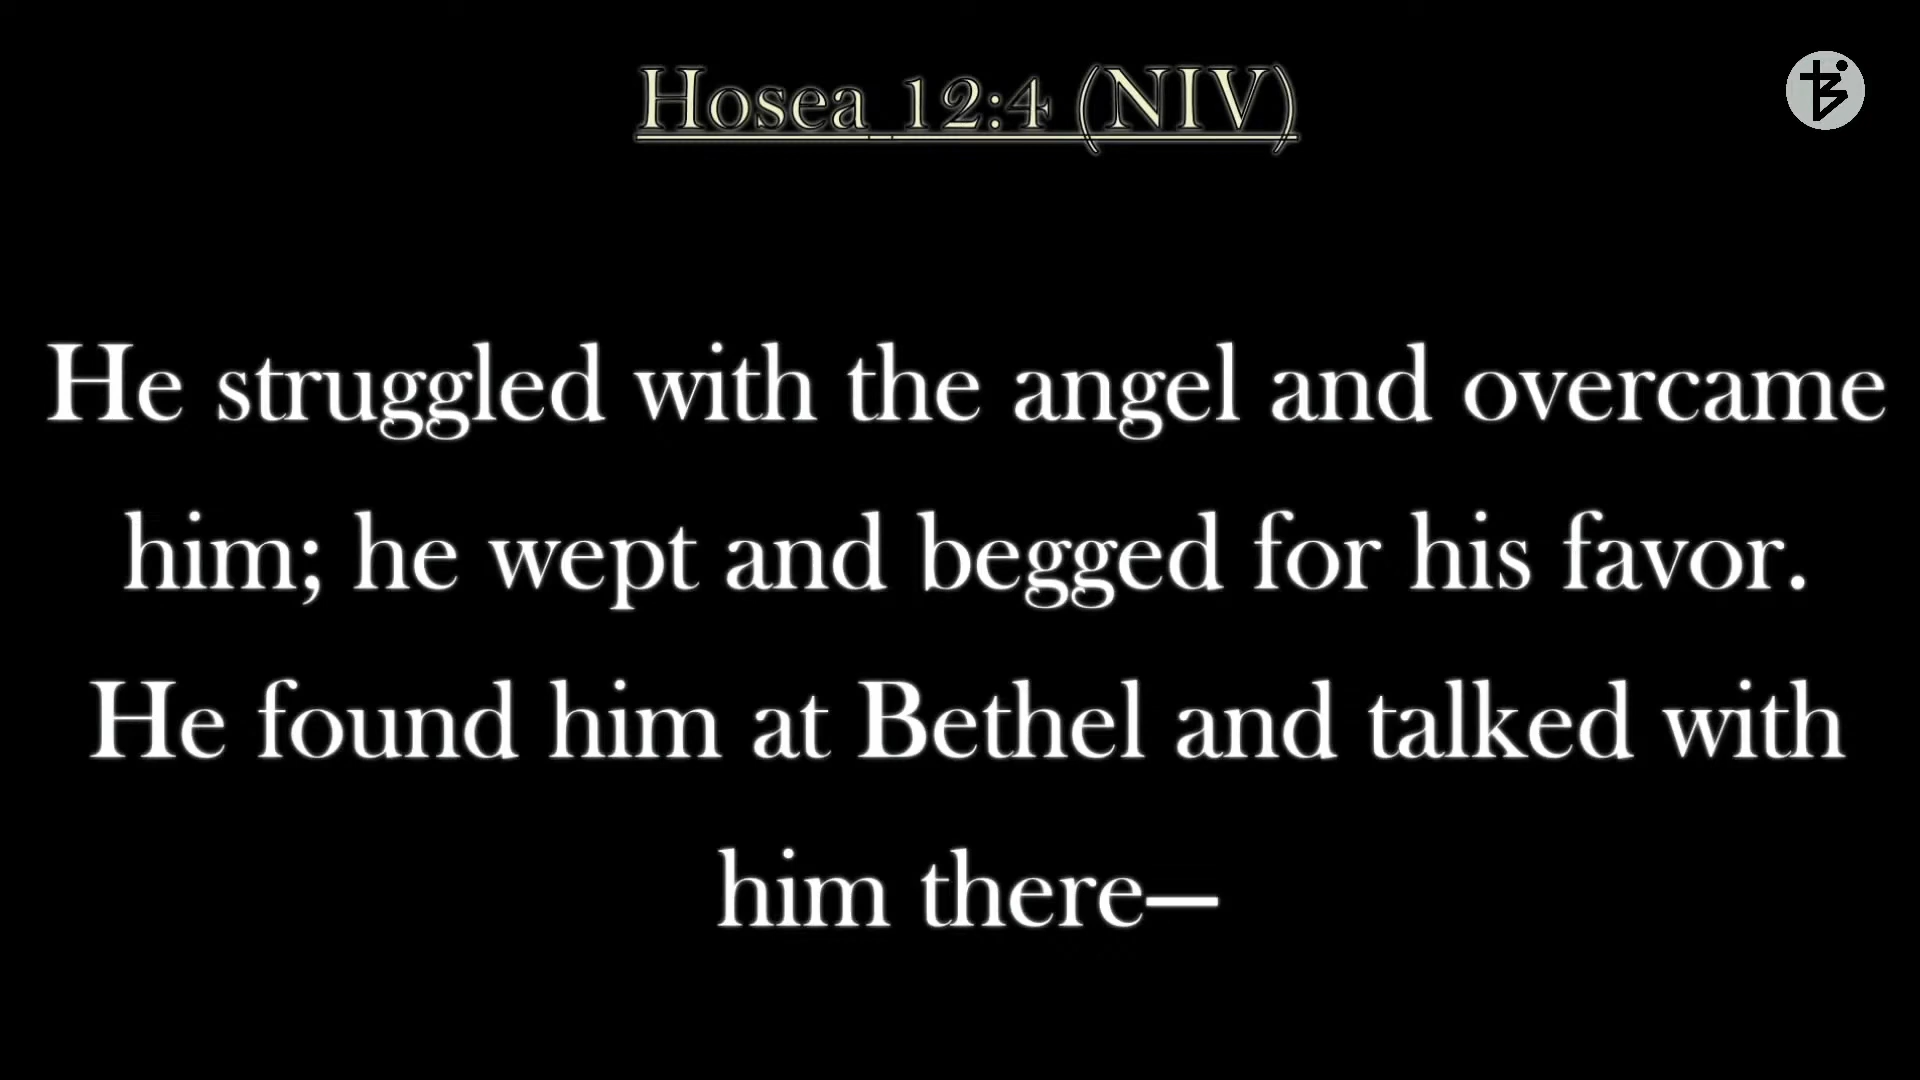 Hosea 12:4 (NIV)
He struggled with the angel and overcame
him; he wept and begged for his favor.
He found him at Bethel and talked with
him there—